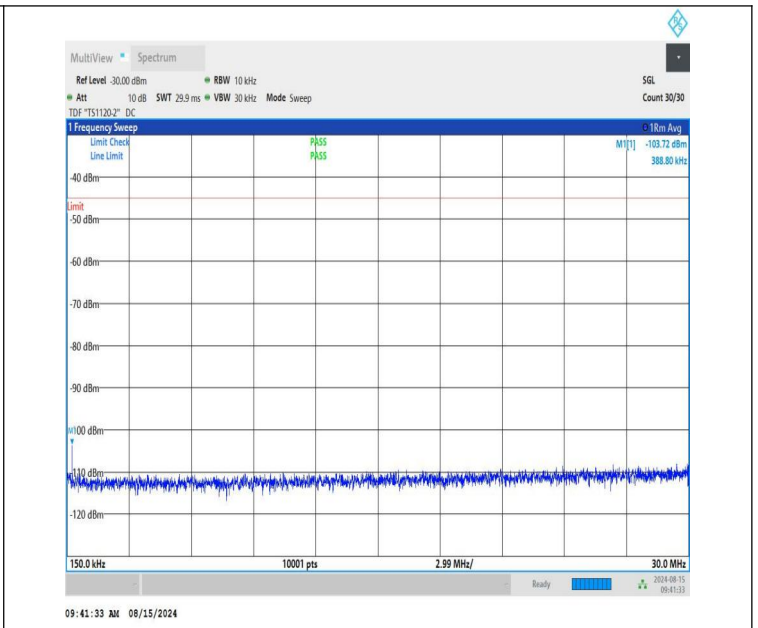 R S
MultiView Spectrum
Ref Level -30.00 dBm RBW 10 kHz SGL
Att 10 dB SWT 29.9 ms VBW 30 kHz Mode Sweep Count 30/30
TDF "TS1120-2" DC
1 Frequency Sweep 1Rm Avg
Limit Check PASS M1[1] -103.72 dBm
Line Limit PASS 388.80 kHz
-40 dBm
Limit
-50 dBm
-60 dBm
-70 dBm
-80 dBm
-90 dBm
M1
100 dBm
-110 dBm
-120 dBm
150.0 kHz 10001 pts 2.99 MHz/ 30.0 MHz
Ready 2024-08-15
09:41:33
09:41:33 AM 08/15/2024